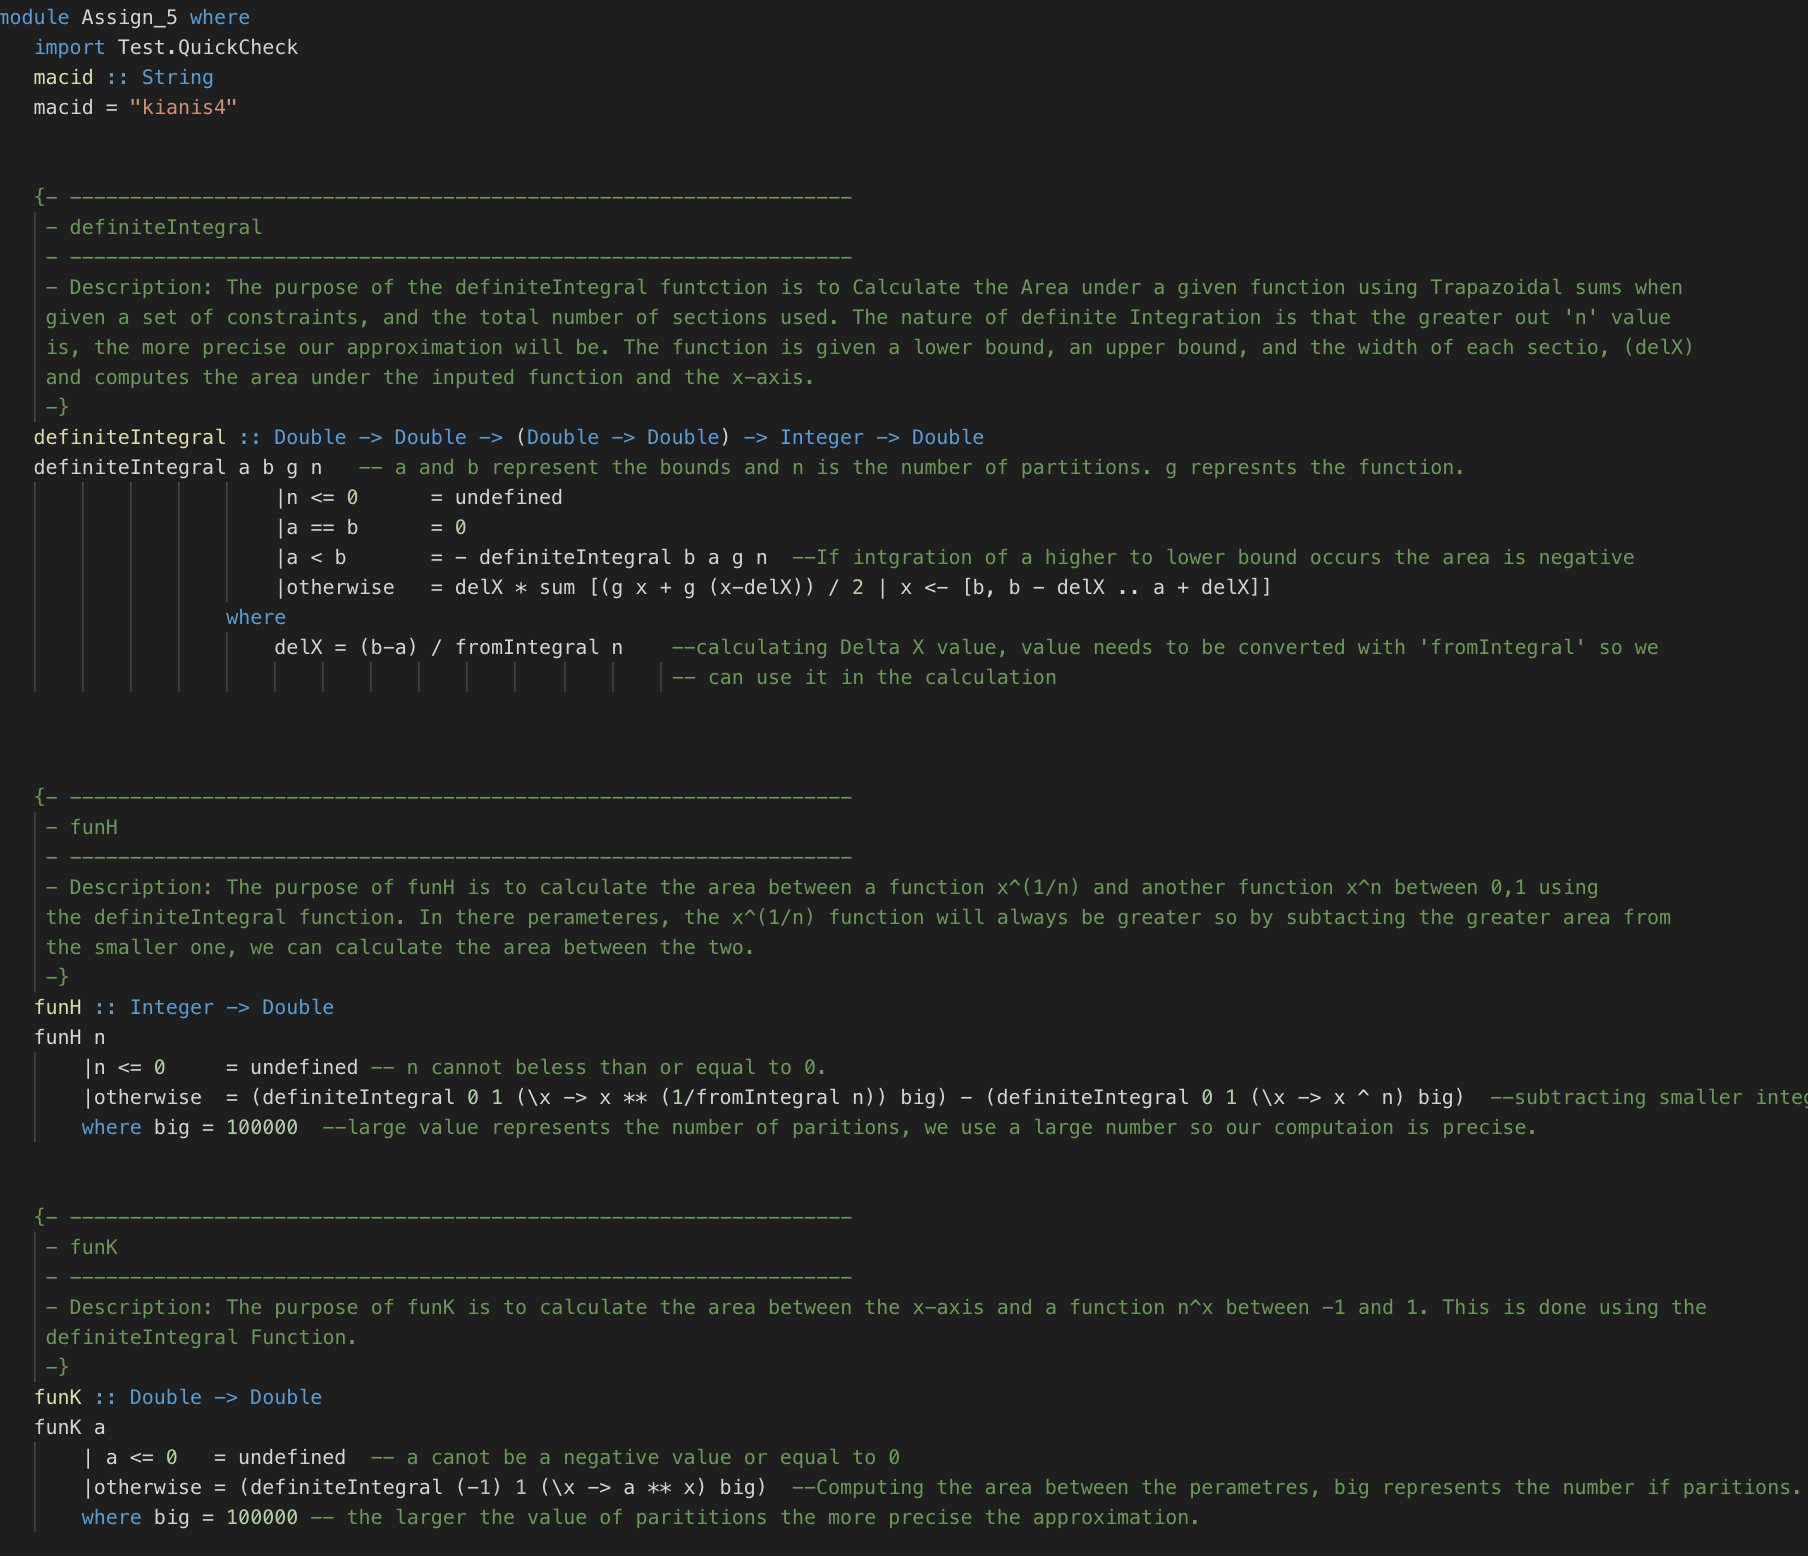 module Assign_5 where
import Test.QuickCheck
macid :: String
macid = "kianis4"
{- -----------------------------------------------------------------
- definiteIntegral
- -----------------------------------------------------------------
- Description: The purpose of the definiteIntegral funtction is to Calculate the Area under a given function using Trapazoidal sums when
given a set of constraints, and the total number of sections used. The nature of definite Integration is that the greater out 'n' value
is, the more precise our approximation will be. The function is given a lower bound, an upper bound, and the width of each sectio, (delX)
and computes the area under the inputed function and the x-axis.
-}
definiteIntegral :: Double -> Double -> (Double -> Double) -> Integer -> Double
definiteIntegral a b g n   -- a and b represent the bounds and n is the number of partitions. g represnts the function.
|n <= 0      = undefined
|a == b      = 0
|a < b       = - definiteIntegral b a g n  --If intgration of a higher to lower bound occurs the area is negative
|otherwise   = delX * sum [(g x + g (x-delX)) / 2 | x <- [b, b - delX .. a + delX]]
where
delX = (b-a) / fromIntegral n    --calculating Delta X value, value needs to be converted with 'fromIntegral' so we
-- can use it in the calculation
{- -----------------------------------------------------------------
- funH
- -----------------------------------------------------------------
- Description: The purpose of funH is to calculate the area between a function x^(1/n) and another function x^n between 0,1 using
the definiteIntegral function. In there perameteres, the x^(1/n) function will always be greater so by subtacting the greater area from
the smaller one, we can calculate the area between the two.
-}
funH :: Integer -> Double
funH n
|n <= 0     = undefined -- n cannot beless than or equal to 0.
|otherwise  = (definiteIntegral 0 1 (\x -> x ** (1/fromIntegral n)) big) - (definiteIntegral 0 1 (\x -> x ^ n) big)  --subtracting smaller integ
where big = 100000  --large value represents the number of paritions, we use a large number so our computaion is precise.
{- -----------------------------------------------------------------
- funK
- -----------------------------------------------------------------
- Description: The purpose of funK is to calculate the area between the x-axis and a function n^x between -1 and 1. This is done using the
definiteIntegral Function.
-}
funK :: Double -> Double
funK a
| a <= 0   = undefined  -- a canot be a negative value or equal to 0
|otherwise = (definiteIntegral (-1) 1 (\x -> a ** x) big)  --Computing the area between the perametres, big represents the number if paritions.
where big = 100000 -- the larger the value of parititions the more precise the approximation.